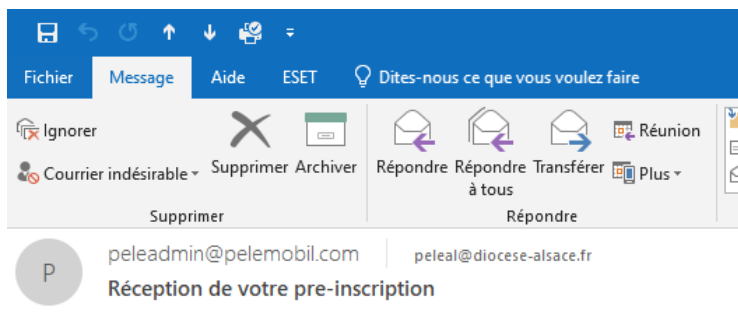 Fichier Message Aide ESET Dites-nous ce que vous voulez faire
Ignorer
Courrier indésirable
Supprimer Archiver
Répondre Répondre à tous Transférer
Réunion
Plus
Supprimer Répondre
P
peleadmin@pelemobil.com peleal@diocese-alsace.fr
Réception de votre pre-inscription